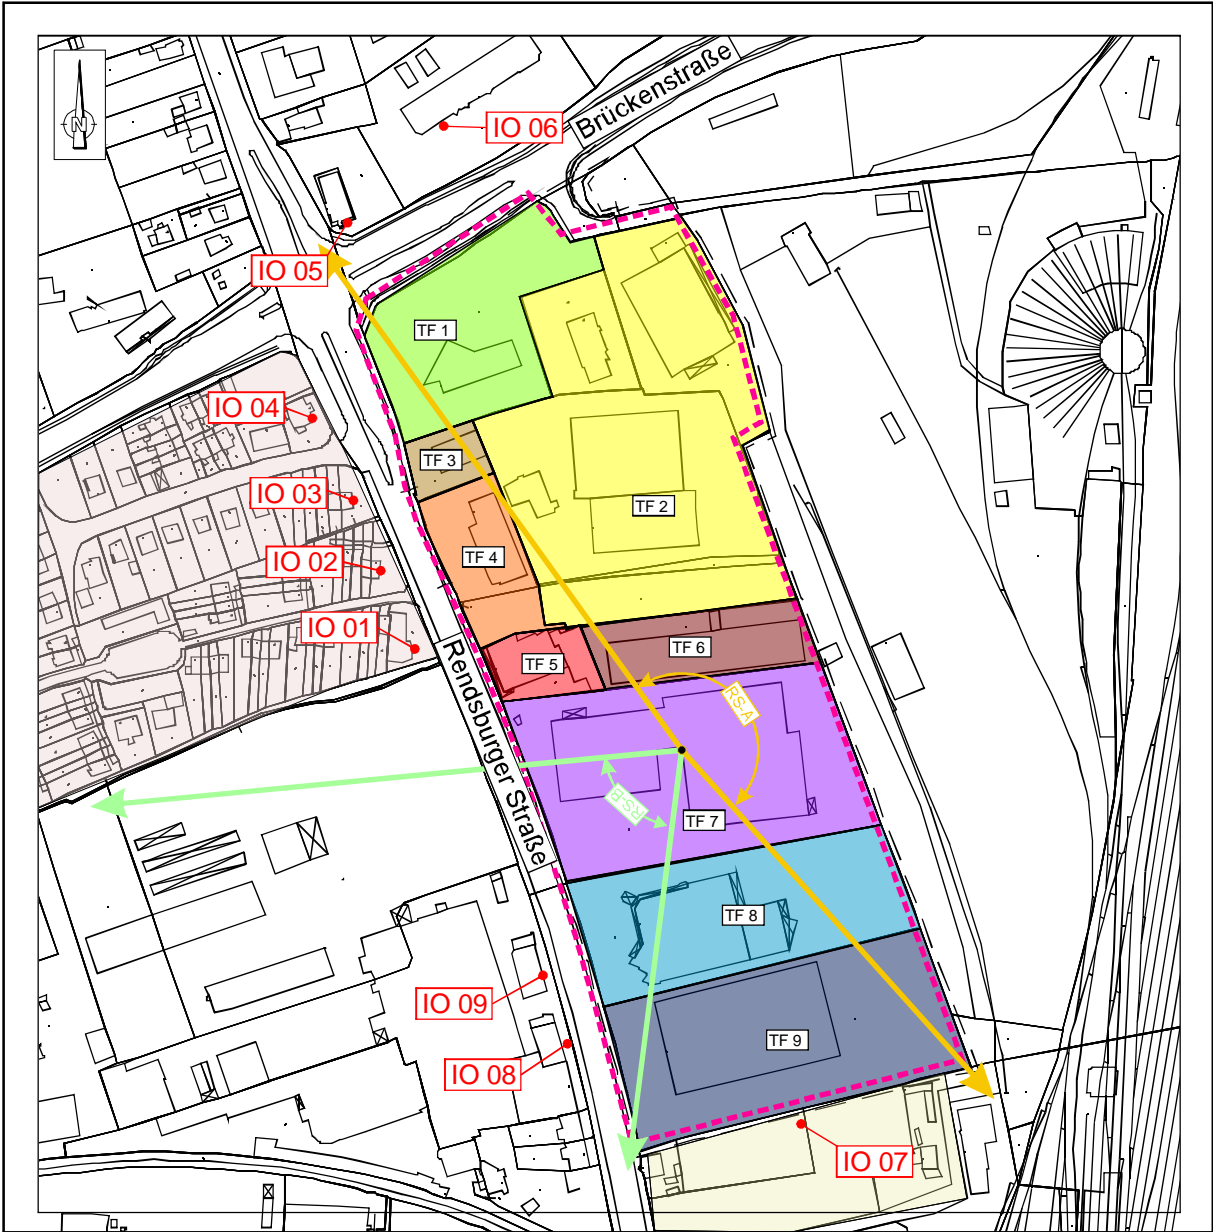 N
IO 06
Brückenstraße
IO 05
TF 1
IO 04
TF 3
IO 03
TF 2
IO 02
TF 4
IO 01
TF 6
TF 5
Rendsburger Straße
RS-A
RS-B
TF 7
TF 8
IO 09
TF 9
IO 08
IO 07